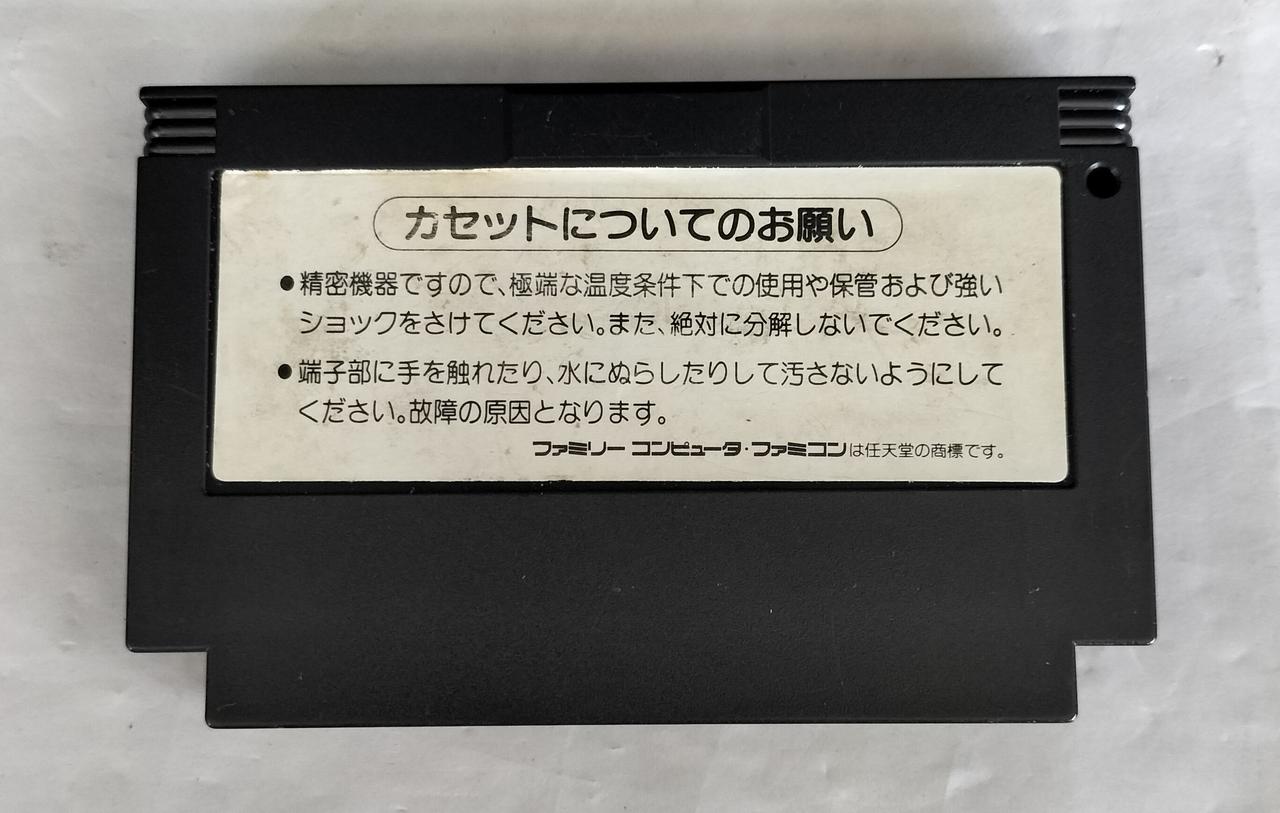 カセットについてのお願い
●精密機器ですので、極端な温度条件下での使用や保管および強い
ショックをさけてください。また、絶対に分解しないでください。
●端子部に手を触れたり、水にぬらしたりして汚さないようにして
ください。故障の原因となります。
ファミリー コンピュータ・ファミコンは任天堂の商標です。